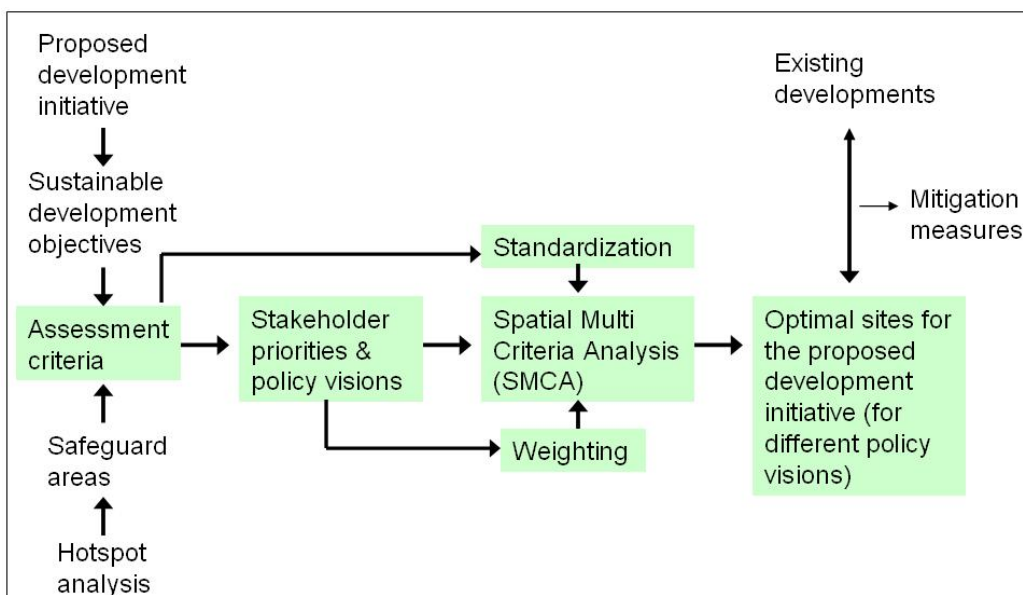 Proposed
development
initiative
Sustainable
development
objectives
Assessment
criteria
Safeguard
areas
Hotspot
analysis
Stakeholder
priorities &
policy visions
Standardization
Spatial Multi
Criteria Analysis
(SMCA)
Weighting
Existing
developments
Mitigation
measures
Optimal sites for
the proposed
development
initiative (for
different policy
visions)